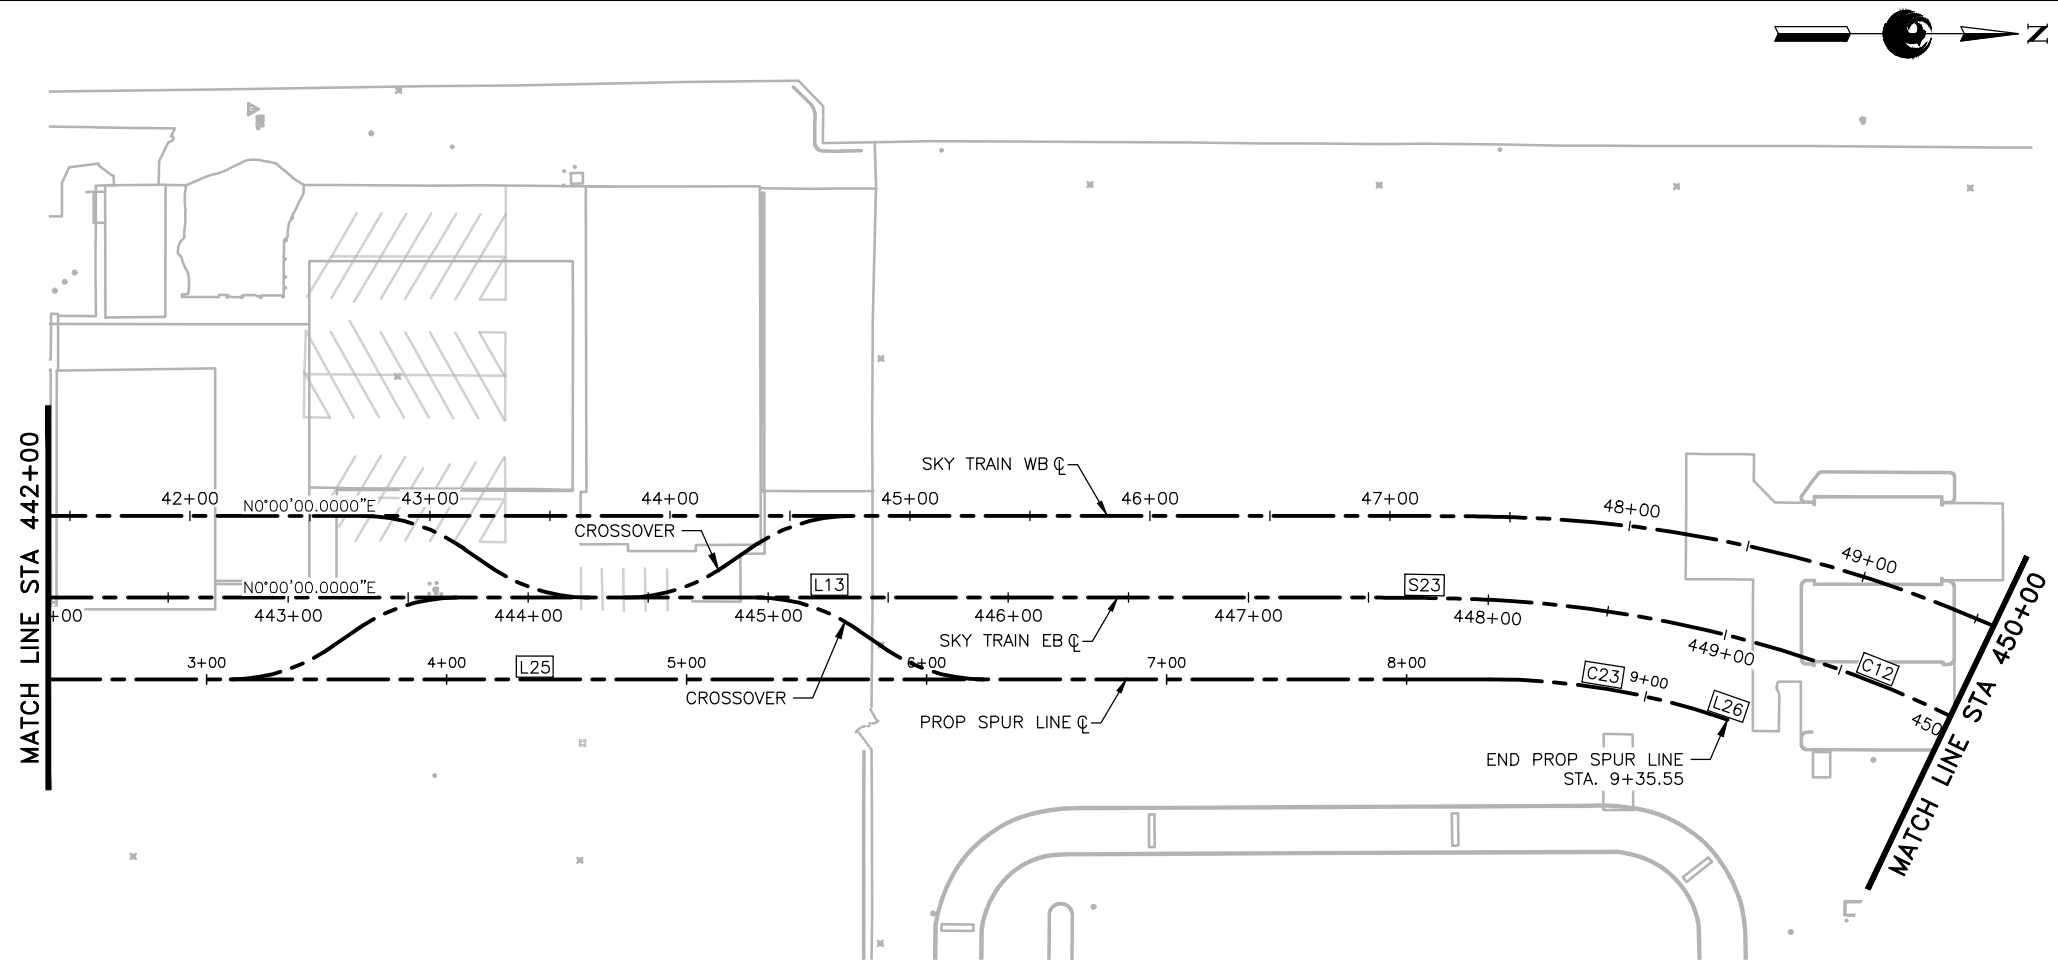 N
SKY TRAIN WB ℄
42+00
43+00
44+00
45+00
46+00
47+00
48+00
N0°00'00.0000"E
CROSSOVER
49+00
MATCH LINE STA 442+00
N0°00'00.0000"E
L13
S23
+00
443+00
444+00
445+00
446+00
447+00
448+00
449+00
SKY TRAIN EB ℄
C12
450
MATCH LINE STA 450+00
3+00
4+00
L25
5+00
6+00
7+00
8+00
C23
9+00
L26
CROSSOVER
PROP SPUR LINE ℄
END PROP SPUR LINE
STA. 9+35.55